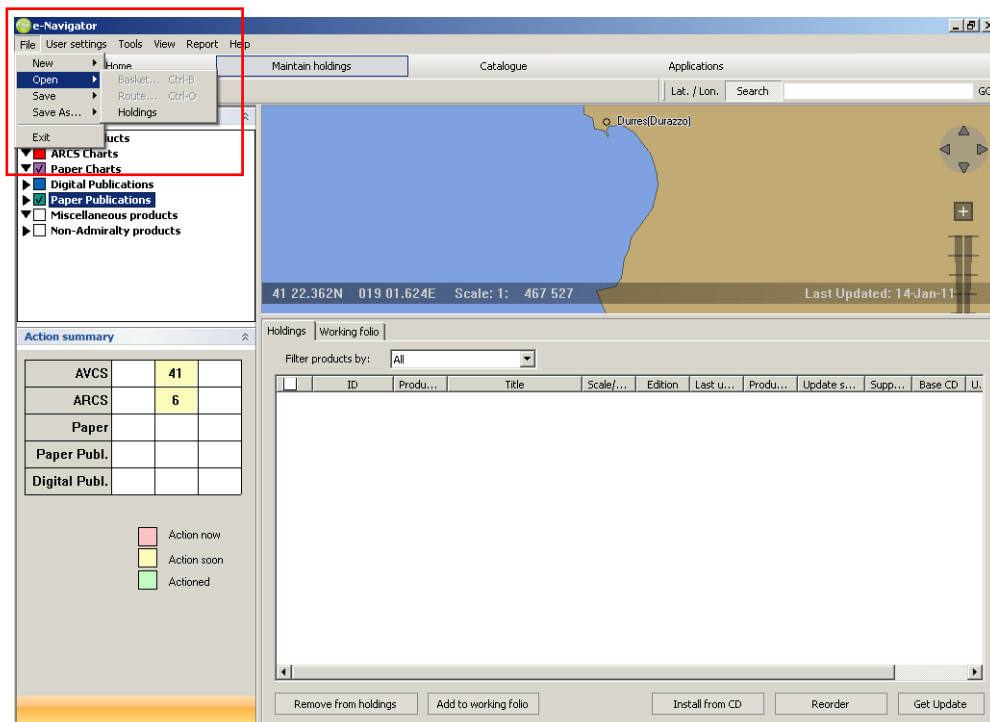 e-Navigator
File User settings Tools View Report Help
Home Maintain holdings Catalogue Applications
New
Open
Save
Save As...
Exit
Basket... Ctrl-B
Route... Ctrl-O
Holdings
Lat. / Lon. Search
ARCS Charts
Paper Charts
Digital Publications
Paper Publications
Miscellaneous products
Non-Admiralty products
Durres(Durazzo)
41 22.362N 019 01.624E Scale: 1: 467 527 Last Updated: 14-Jan-11
Action summary
AVCS 41
ARCS 6
Paper
Paper Publ.
Digital Publ.
Action now
Action soon
Actioned
Holdings Working folio
Filter products by: All
ID Produ... Title Scale/... Edition Last u... Produ... Update s... Supp... Base CD U.
Remove from holdings Add to working folio Install from CD Reorder Get Update